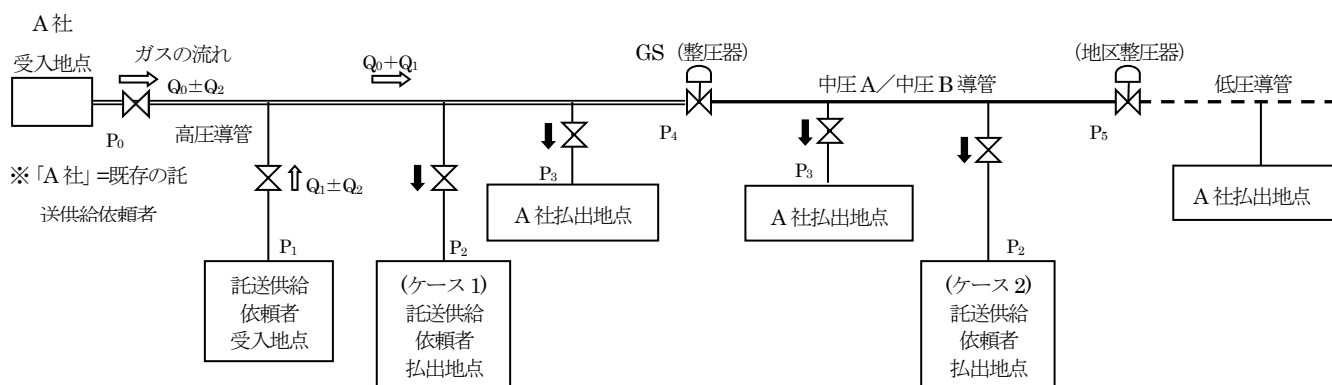 A社
受入地点
ガスの流れ
Q₀±Q₂
Q₀+Q₁
GS（整圧器）
(地区整圧器)
中圧A／中圧B導管
低圧導管
P₀
高圧導管
P₄
P₅
※「A社」=既存の託
送供給依頼者
Q₁±Q₂
P₃
A社払出地点
P₃
A社払出地点
A社払出地点
P₁
託送供給
依頼者
受入地点
P₂
(ケース1)
託送供給
依頼者
払出地点
P₂
(ケース2)
託送供給
依頼者
払出地点